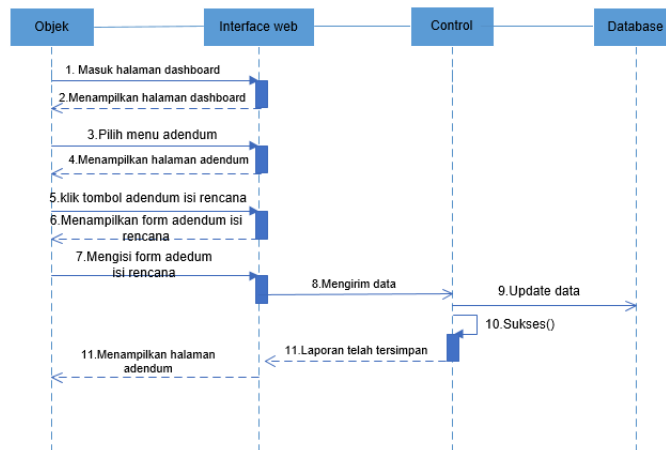 Objek
Interface web
Control
Database
1. Masuk halaman dashboard
2.Menampilkan halaman dashboard
3.Pilih menu adendum
4.Menampilkan halaman adendum
5.klik tombol adendum isi rencana
6.Menampilkan form adendum isi
rencana
7.Mengisi form adedum
isi rencana
8.Mengirim data
9.Update data
10.Sukses()
11.Laporan telah tersimpan
11.Menampilkan halaman
adendum